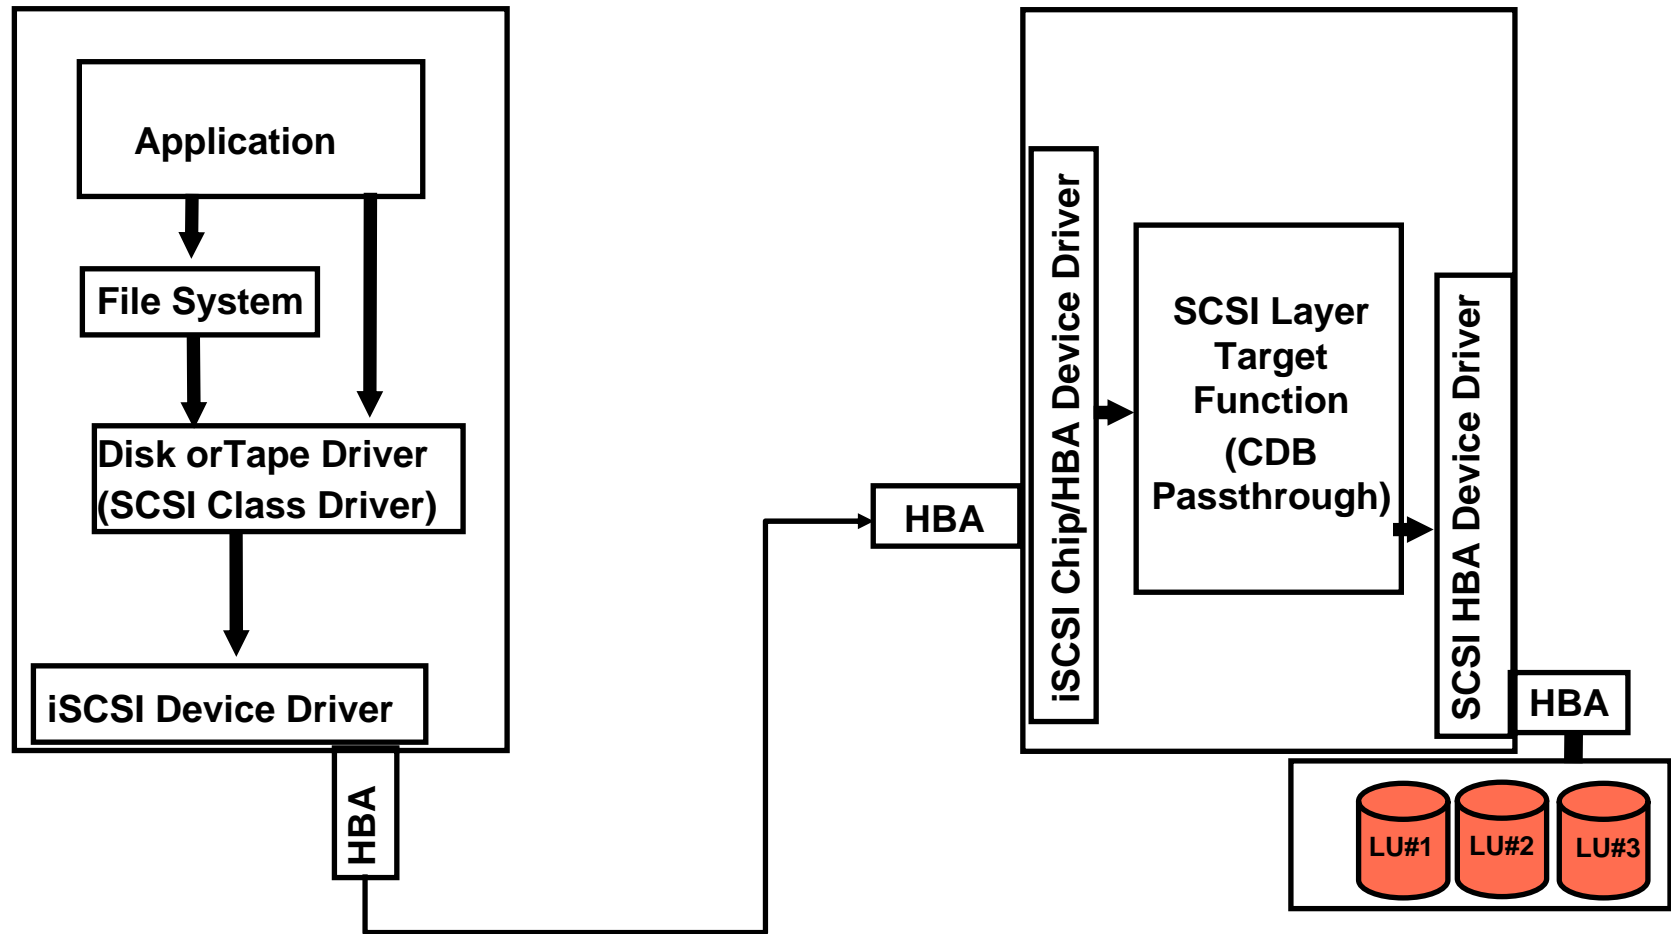 Application
File System
Disk orTape Driver
(SCSI Class Driver)
iSCSI Device Driver
HBA
HBA
iSCSI Chip/HBA Device Driver
SCSI Layer
Target
Function
(CDB
Passthrough)
SCSI HBA Device Driver
HBA
LU#1
LU#2
LU#3